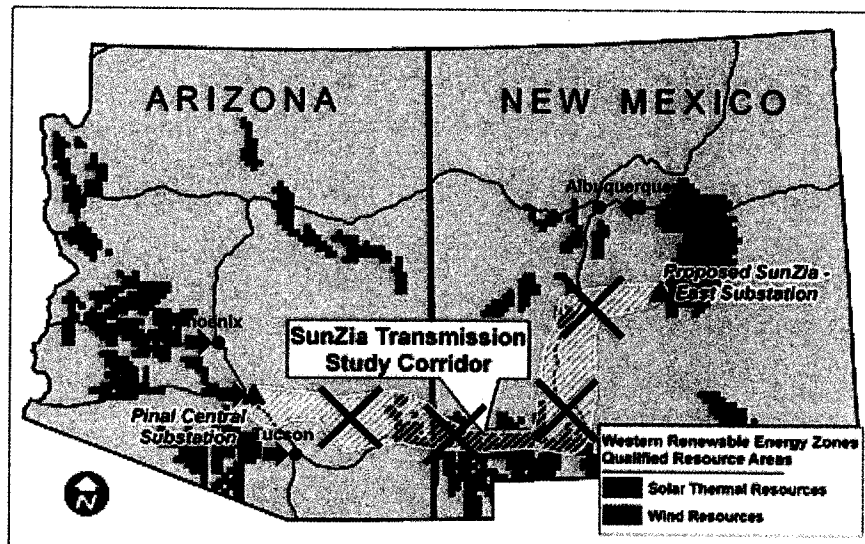 ARIZONA
NEW MEXICO
Albuquerque
Proposed SunZia -
East Substation
hoenix
SunZia Transmission
Study Corridor
Pinal Central
Substation
Tucson
Western Renewable Energy Zones
Qualified Resource Areas
Solar Thermal Resources
Wind Resources
N